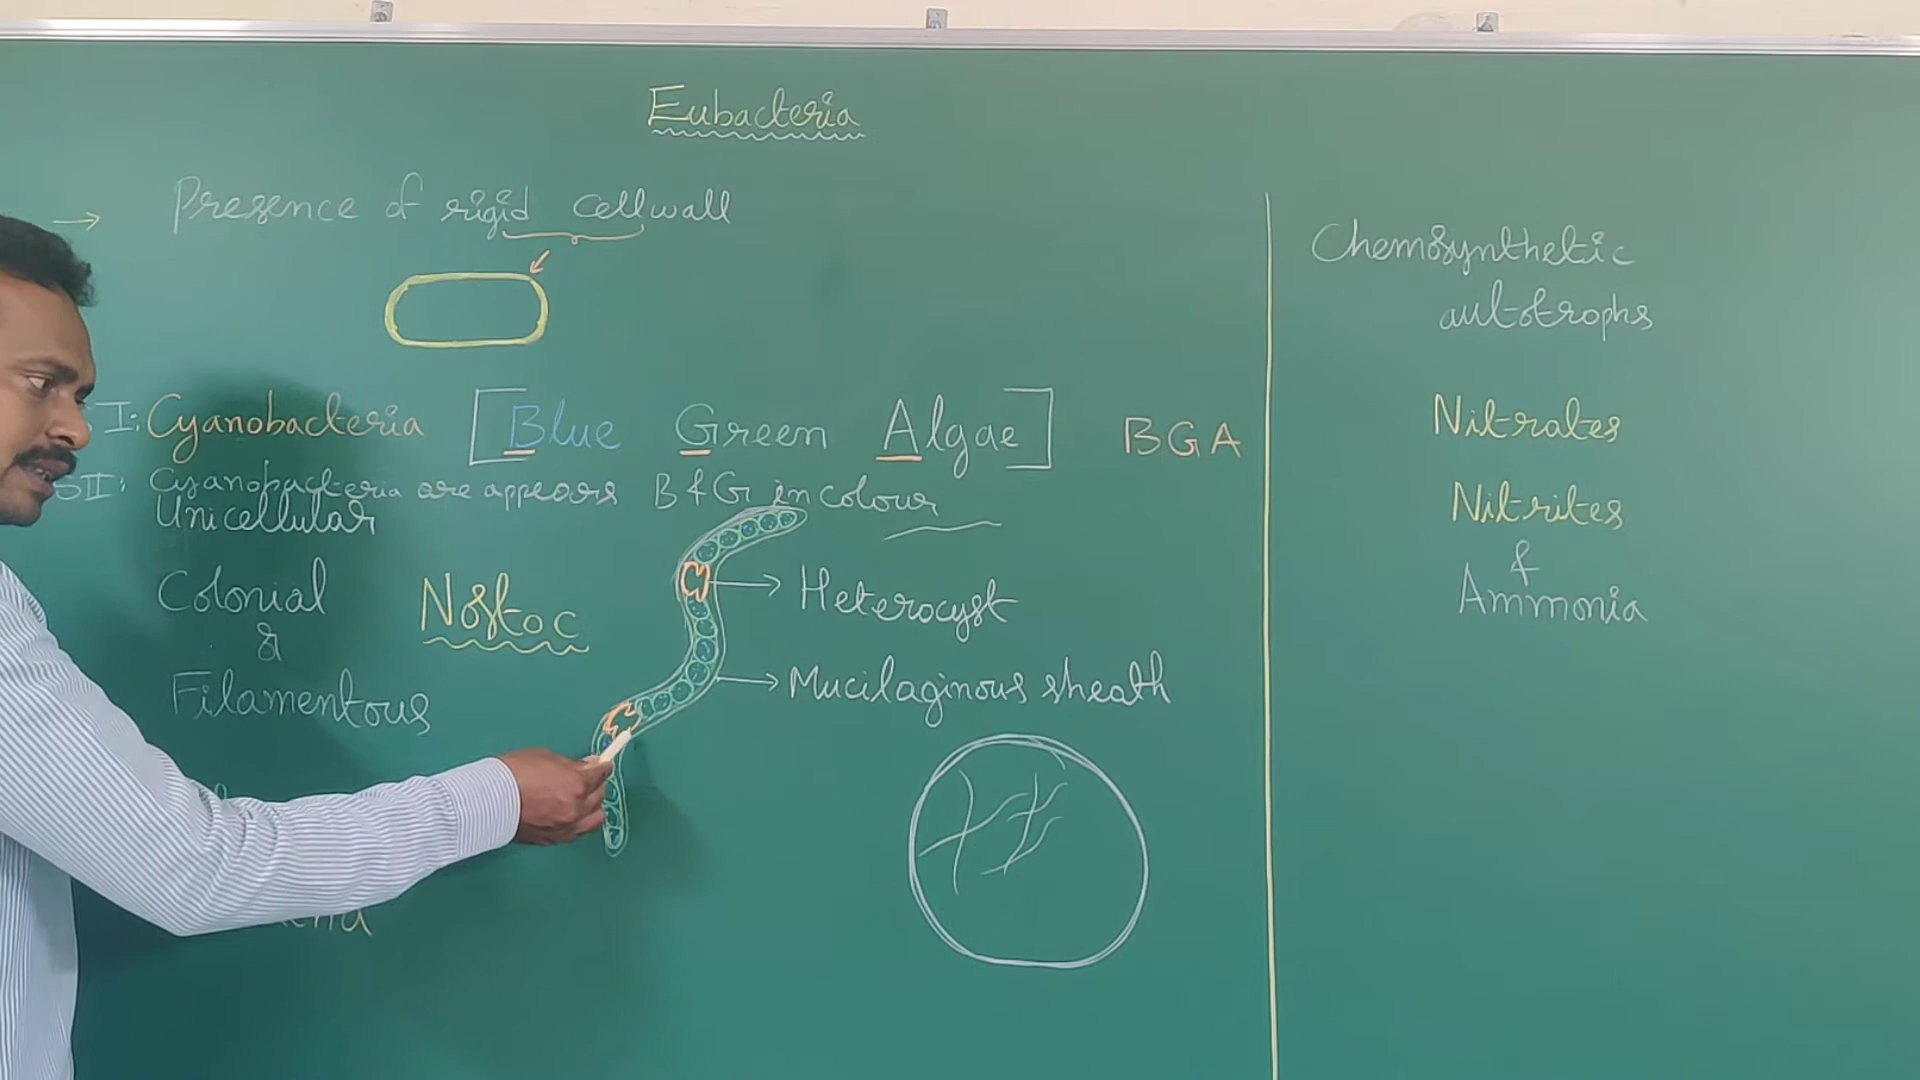 Eubacteria
Presence of rigid cellwall
I: Cyanobacteria [Blue Green Algae] BGA
SII: Cyanobacteria are appears B & G in colour
Unicellular
Colonial
&
Filamentous
Nostoc
Heterocyst
Mucilaginous sheath
Chemosynthetic
autotrophs
Nitrates
Nitrites
&
Ammonia